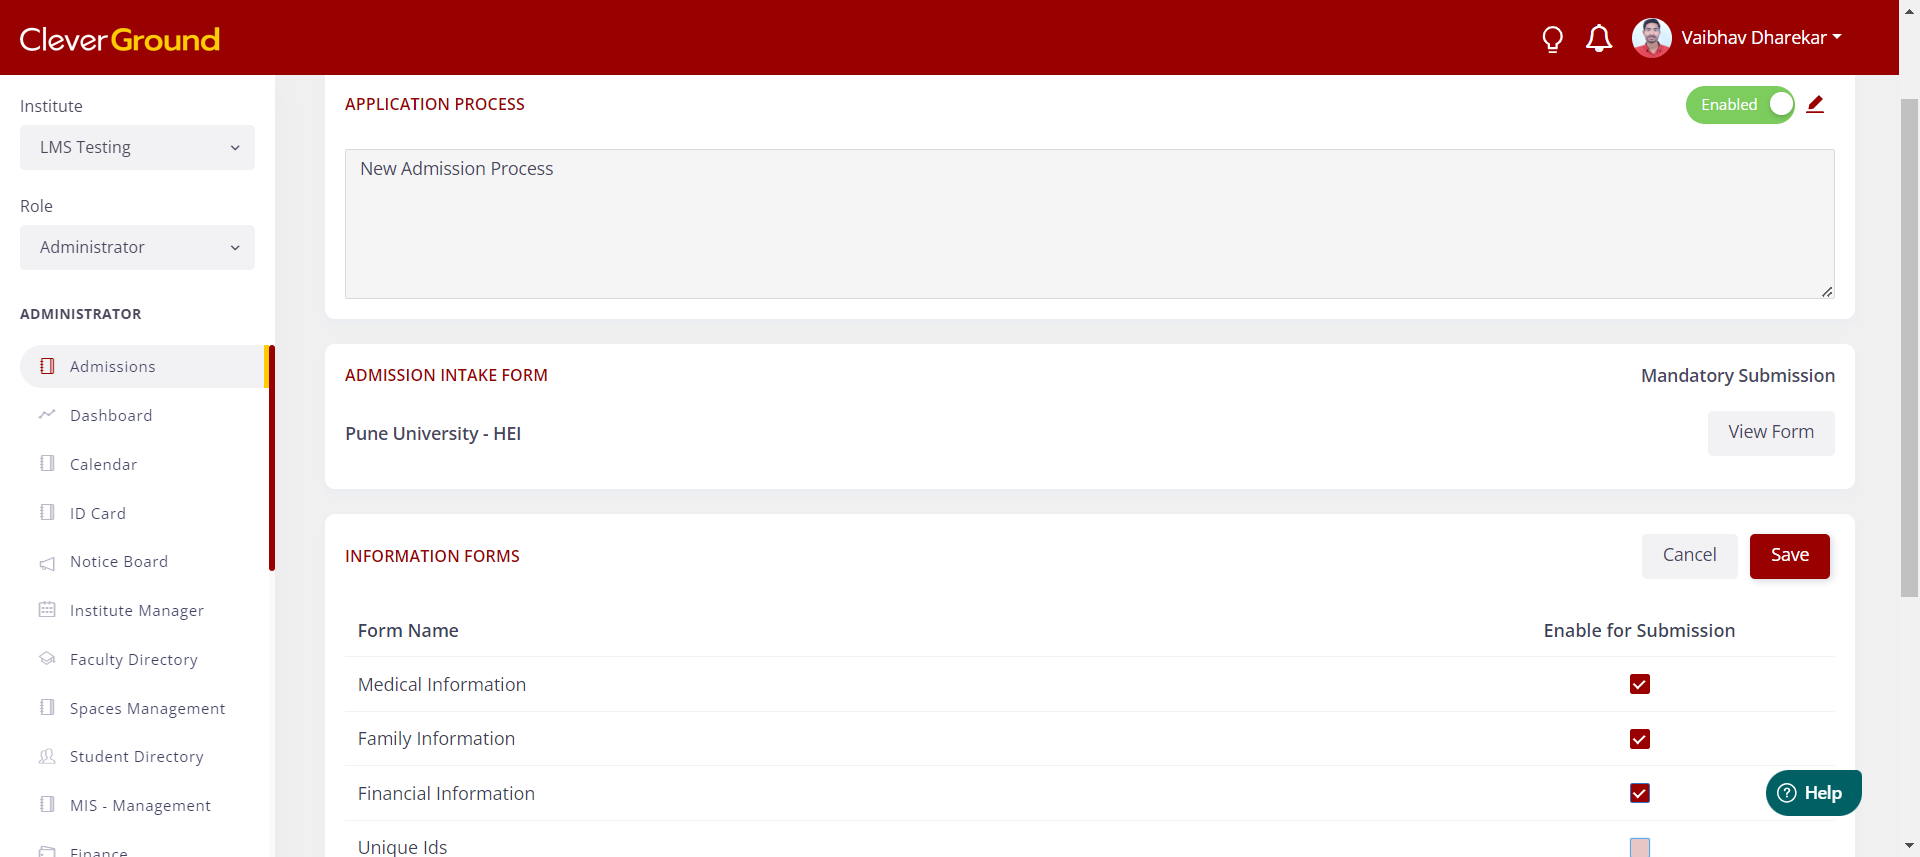 CleverGround
Vaibhav Dharekar
Institute
LMS Testing
Role
Administrator
ADMINISTRATOR
Admissions
Dashboard
Calendar
ID Card
Notice Board
Institute Manager
Faculty Directory
Spaces Management
Student Directory
MIS - Management
Finance
APPLICATION PROCESS
Enabled
New Admission Process
ADMISSION INTAKE FORM
Mandatory Submission
Pune University - HEI
View Form
INFORMATION FORMS
Cancel
Save
Form Name
Enable for Submission
Medical Information
Family Information
Financial Information
Unique Ids
Help